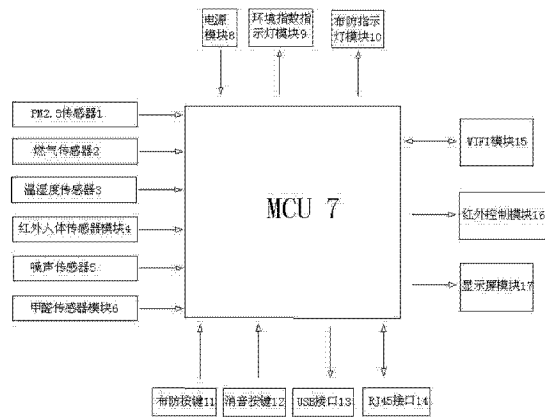 电源
模块8
环境指数指
示灯模块9
布防指示
灯模块10
PM2.5传感器1
燃气传感器2
温湿度传感器3
红外人体传感器模块4
噪声传感器5
甲醛传感器模块6
MCU 7
WIFI模块15
红外控制模块16
显示屏模块17
布防按键11
消音按键12
USB接口13
RJ45接口14